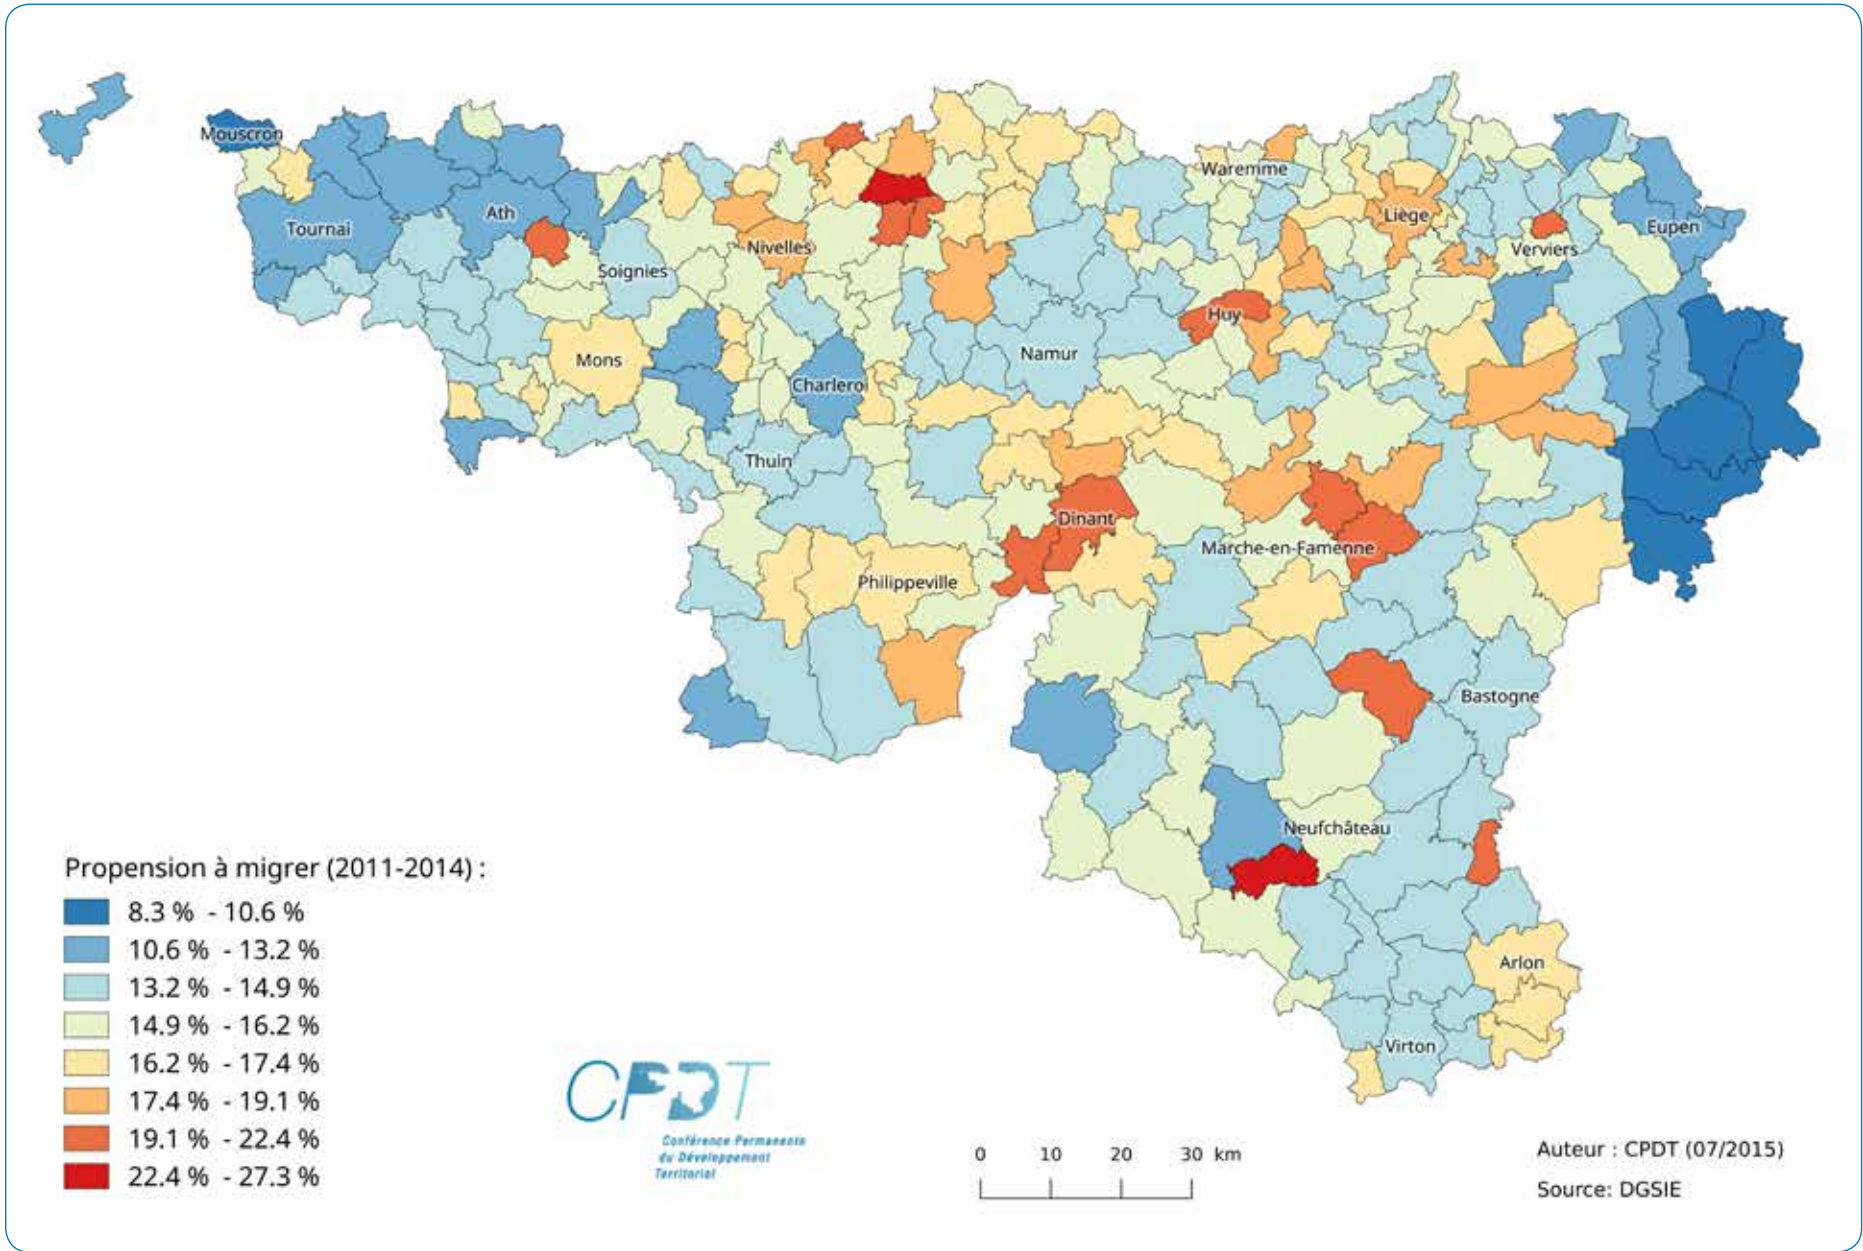 Mouscron
Tournai
Ath
Soignies
Nivelles
Waremme
Liège
Verviers
Eupen
Mons
Charleroi
Namur
Huy
Thuin
Dinant
Philippeville
Marche-en-Famenne
Bastogne
Neufchâteau
Arlon
Virton
Propension à migrer (2011-2014) :
8.3 % - 10.6 %
10.6 % - 13.2 %
13.2 % - 14.9 %
14.9 % - 16.2 %
16.2 % - 17.4 %
17.4 % - 19.1 %
19.1 % - 22.4 %
22.4 % - 27.3 %
CPDT
Conférence Permanente
du Développement
Territorial
0 10 20 30 km
Auteur : CPDT (07/2015)
Source: DGSIE